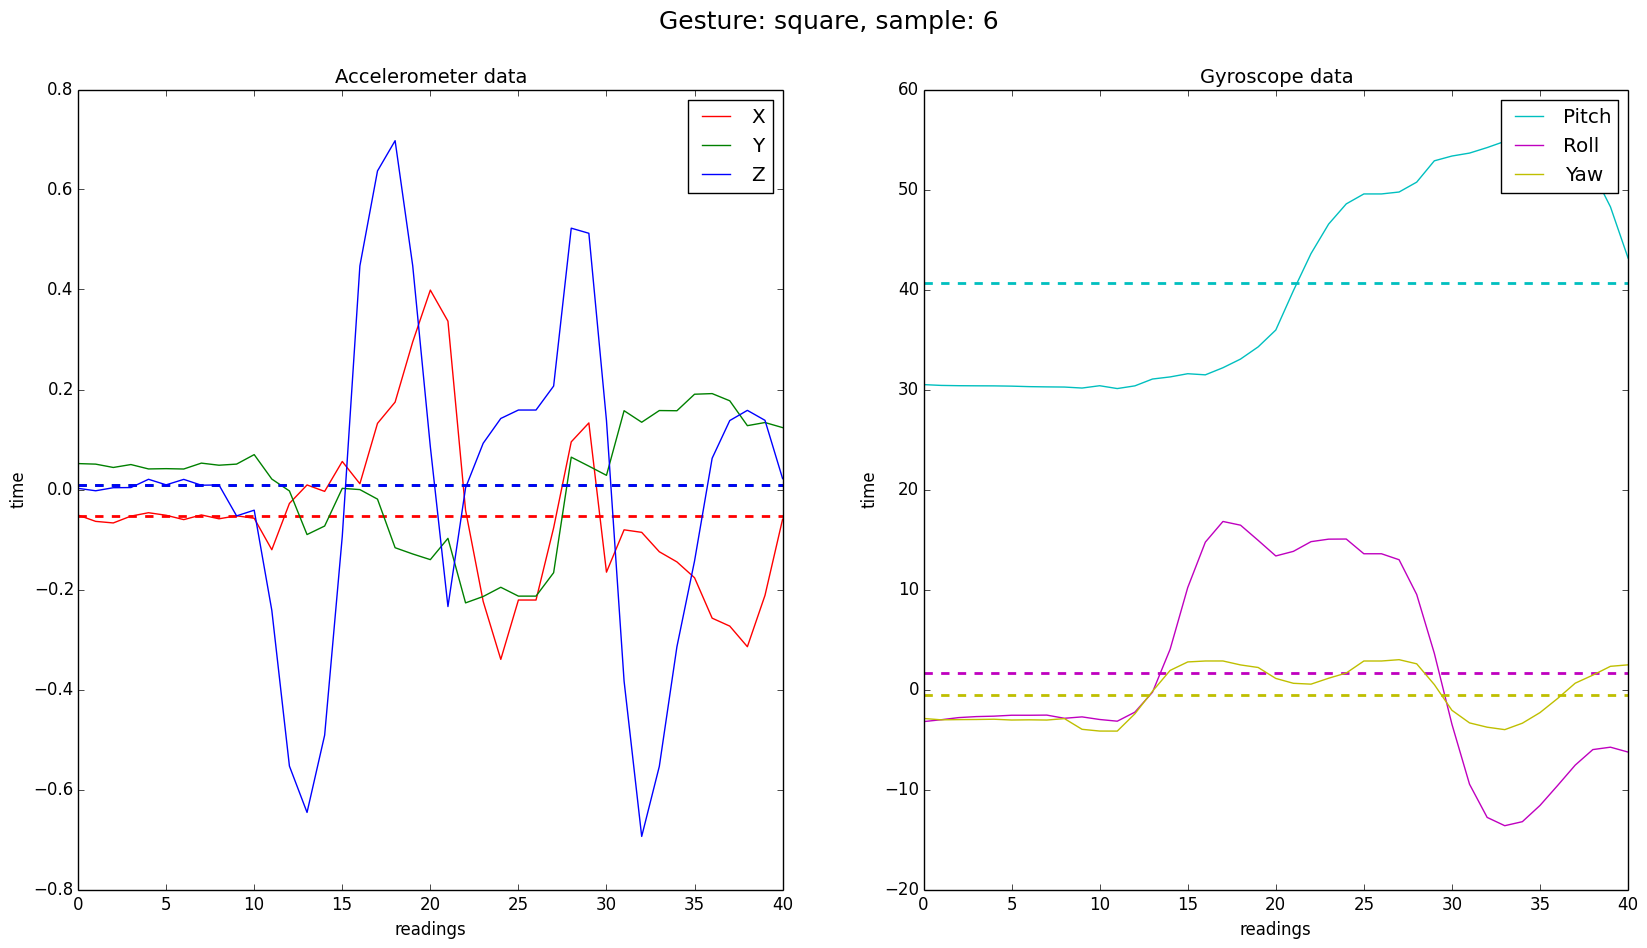 Gesture: square, sample: 6
Accelerometer data
0.8
0.6
0.4
0.2
0.0
−0.2
−0.4
−0.6
−0.8
time
0 5 10 15 20 25 30 35 40
readings
X
Y
Z
Gyroscope data
60
50
40
30
20
10
0
−10
−20
time
0 5 10 15 20 25 30 35 40
readings
Pitch
Roll
Yaw